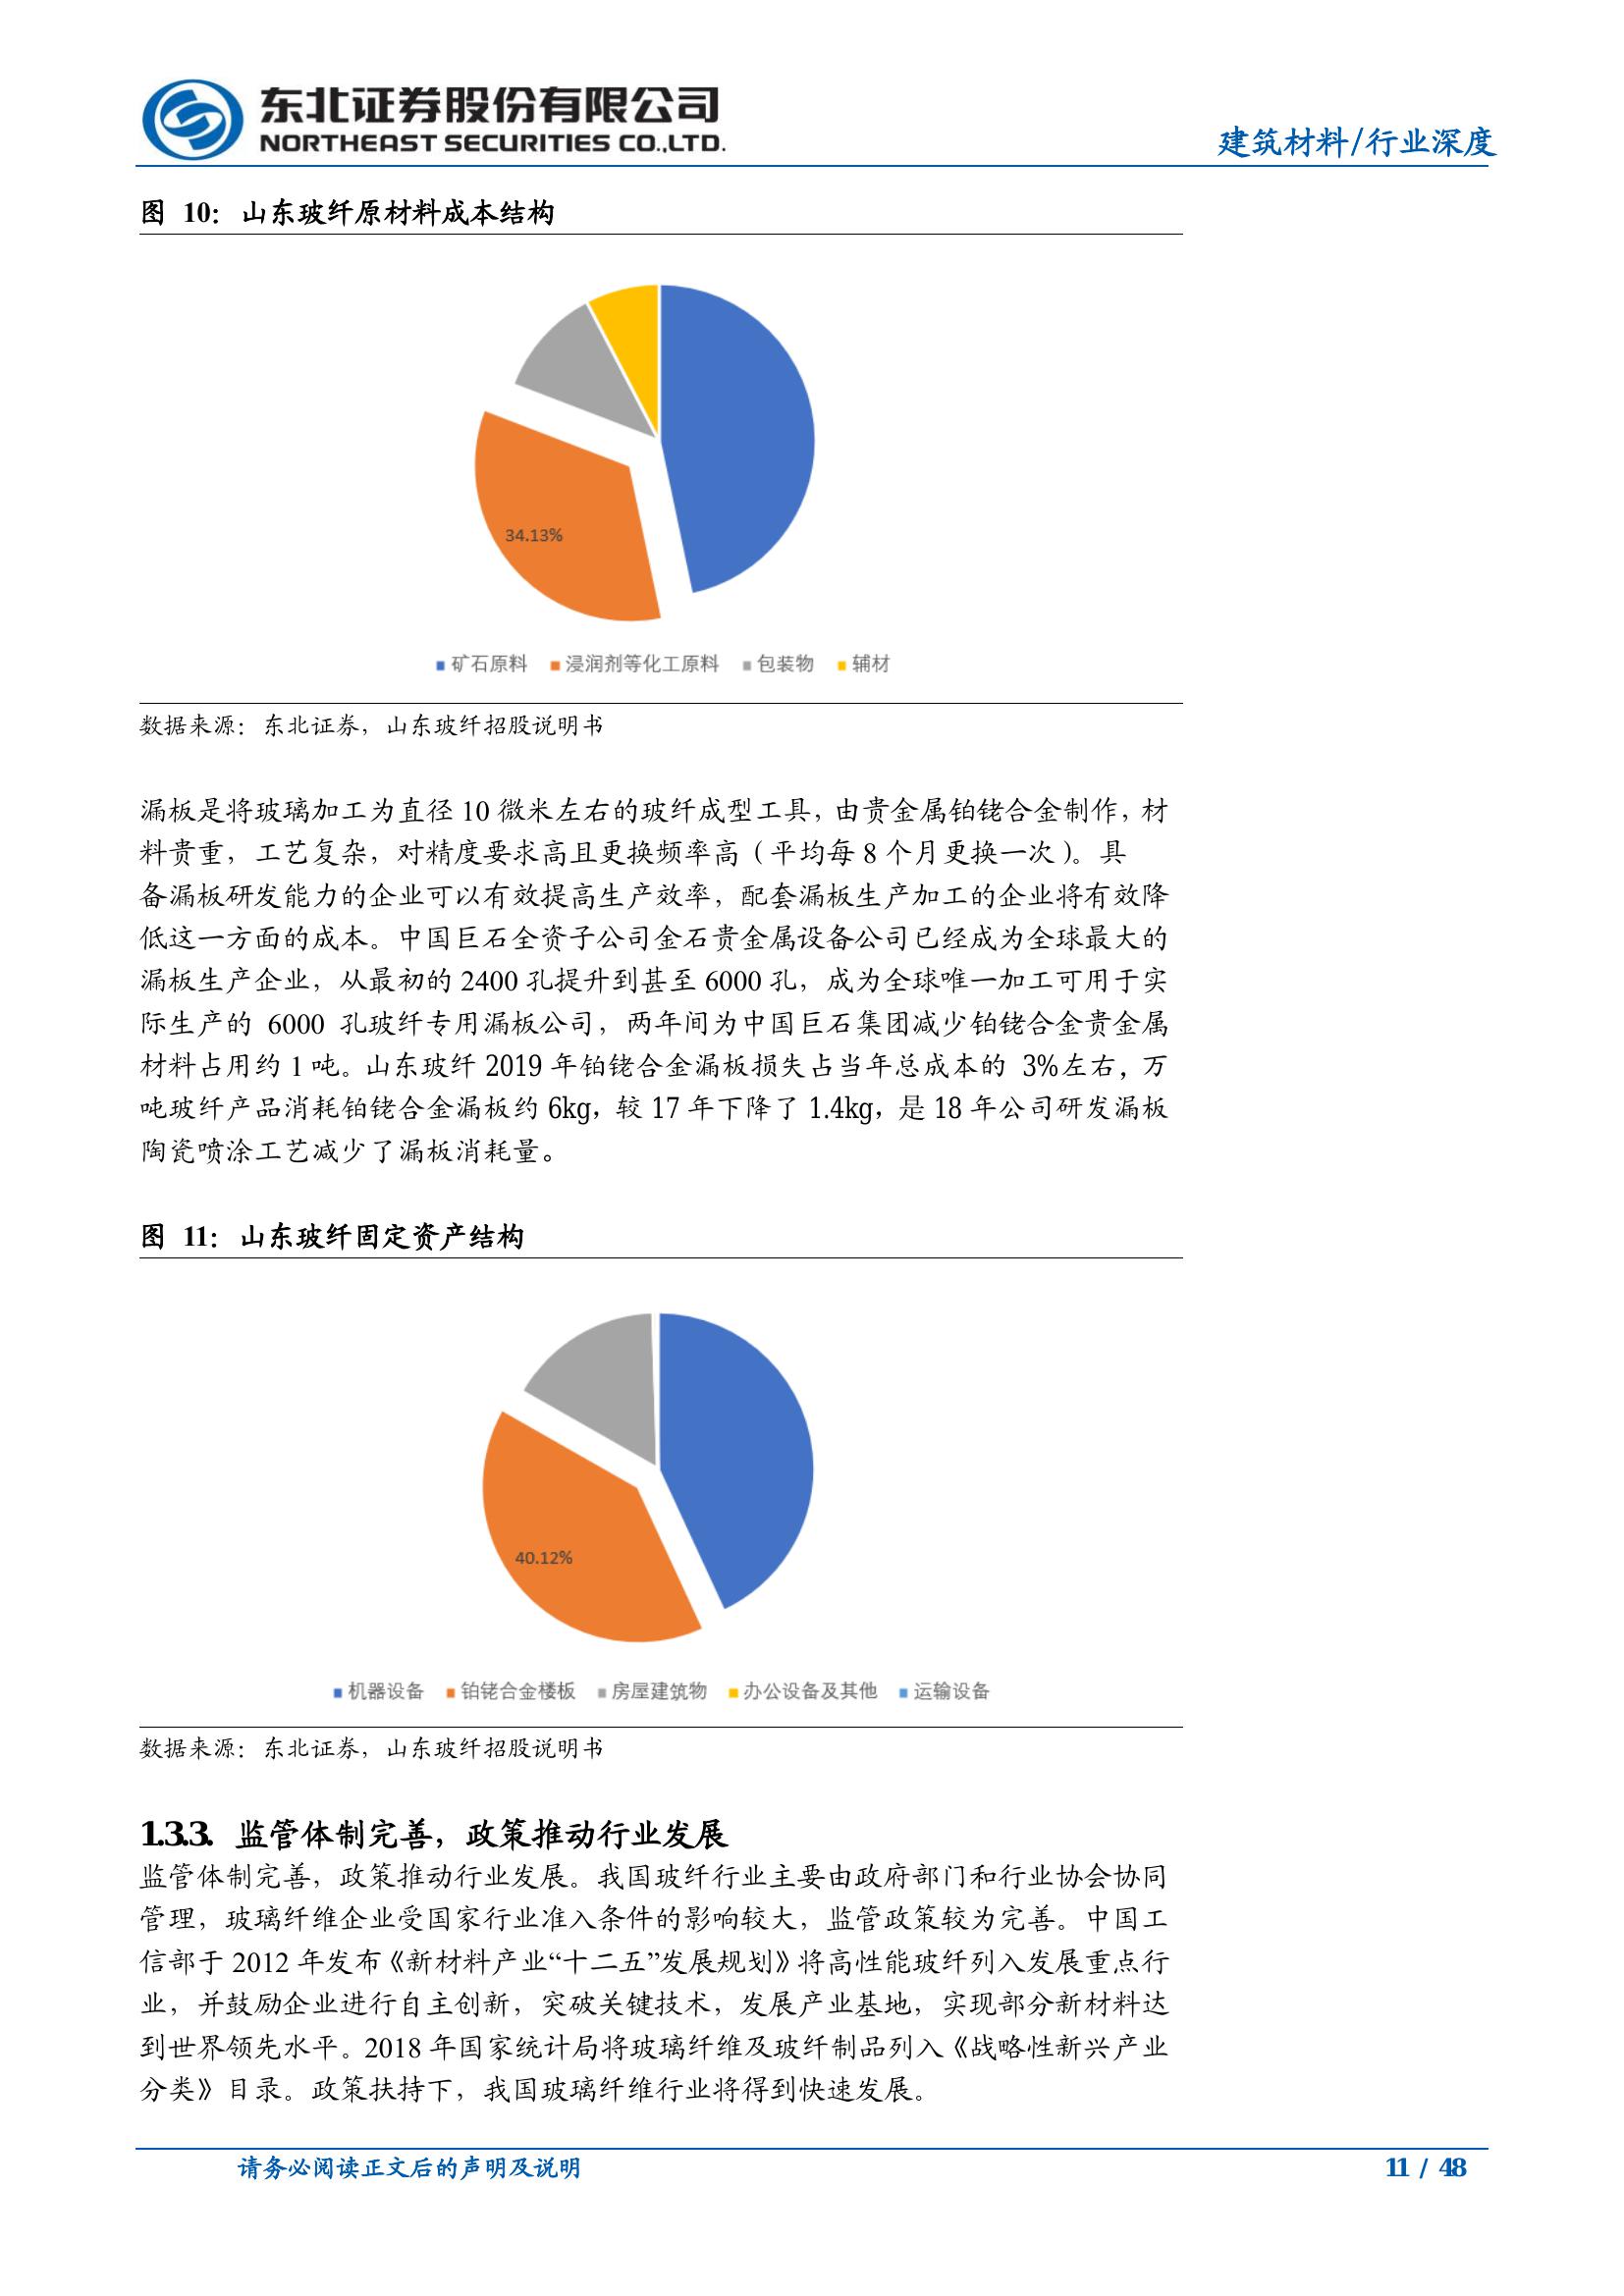 东北证券股份有限公司
NORTHEAST SECURITIES CO.,LTD.
建筑材料/行业深度
图 10：山东玻纤原材料成本结构
34.13%
矿石原料 浸润剂等化工原料 包装物 辅材
数据来源：东北证券，山东玻纤招股说明书
漏板是将玻璃加工为直径 10 微米左右的玻纤成型工具，由贵金属铂铑合金制作，材
料贵重，工艺复杂，对精度要求高且更换频率高（平均每 8 个月更换一次）。具
备漏板研发能力的企业可以有效提高生产效率，配套漏板生产加工的企业将有效降
低这一方面的成本。中国巨石全资子公司金石贵金属设备公司已经成为全球最大的
漏板生产企业，从最初的 2400 孔提升到甚至 6000 孔，成为全球唯一加工可用于实
际生产的 6000 孔玻纤专用漏板公司，两年间为中国巨石集团减少铂铑合金贵金属
材料占用约 1 吨。山东玻纤 2019 年铂铑合金漏板损失占当年总成本的 3%左右，万
吨玻纤产品消耗铂铑合金漏板约 6kg，较 17 年下降了 1.4kg，是 18 年公司研发漏板
陶瓷喷涂工艺减少了漏板消耗量。
图 11：山东玻纤固定资产结构
40.12%
机器设备 铂铑合金楼板 房屋建筑物 办公设备及其他 运输设备
数据来源：东北证券，山东玻纤招股说明书
1.3.3. 监管体制完善，政策推动行业发展
监管体制完善，政策推动行业发展。我国玻纤行业主要由政府部门和行业协会协同
管理，玻璃纤维企业受国家行业准入条件的影响较大，监管政策较为完善。中国工
信部于 2012 年发布《新材料产业“十二五”发展规划》将高性能玻纤列入发展重点行
业，并鼓励企业进行自主创新，突破关键技术，发展产业基地，实现部分新材料达
到世界领先水平。2018 年国家统计局将玻璃纤维及玻纤制品列入《战略性新兴产业
分类》目录。政策扶持下，我国玻璃纤维行业将得到快速发展。
请务必阅读正文后的声明及说明
11 / 48